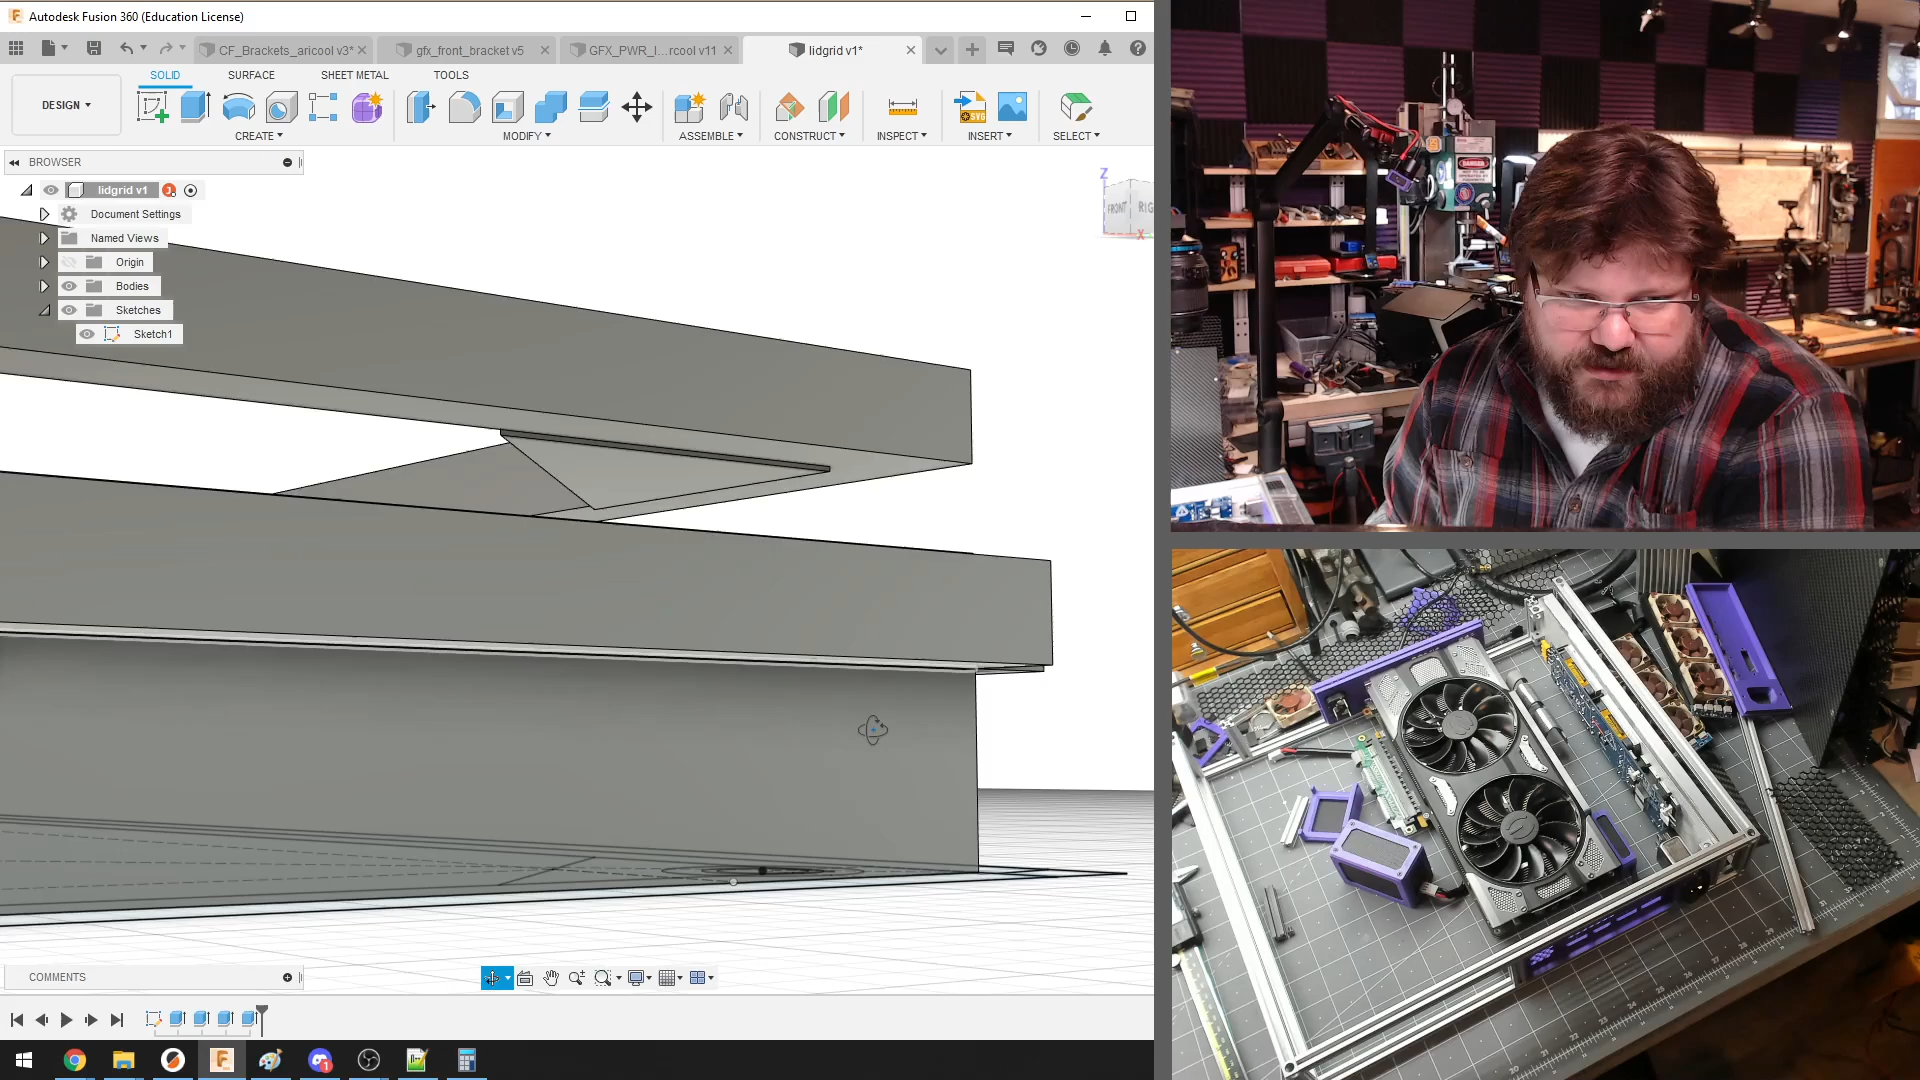 Autodesk Fusion 360 (Education License)
CF_Brackets_aricool v3*
gfx_front_bracket v5
GFX_PWR_I...rcool v11
lidgrid v1*
SOLID
SURFACE
SHEET METAL
TOOLS
DESIGN
CREATE
MODIFY
ASSEMBLE
CONSTRUCT
INSPECT
INSERT
SELECT
BROWSER
lidgrid v1
Document Settings
Named Views
Origin
Bodies
Sketches
Sketch1
Z
FRONT
RIG
X
COMMENTS
DANGER